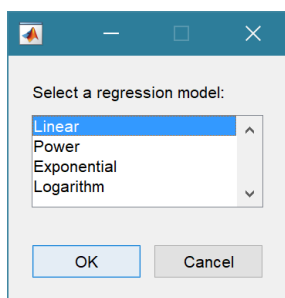 Select a regression model:
Linear
Power
Exponential
Logarithm
OK
Cancel